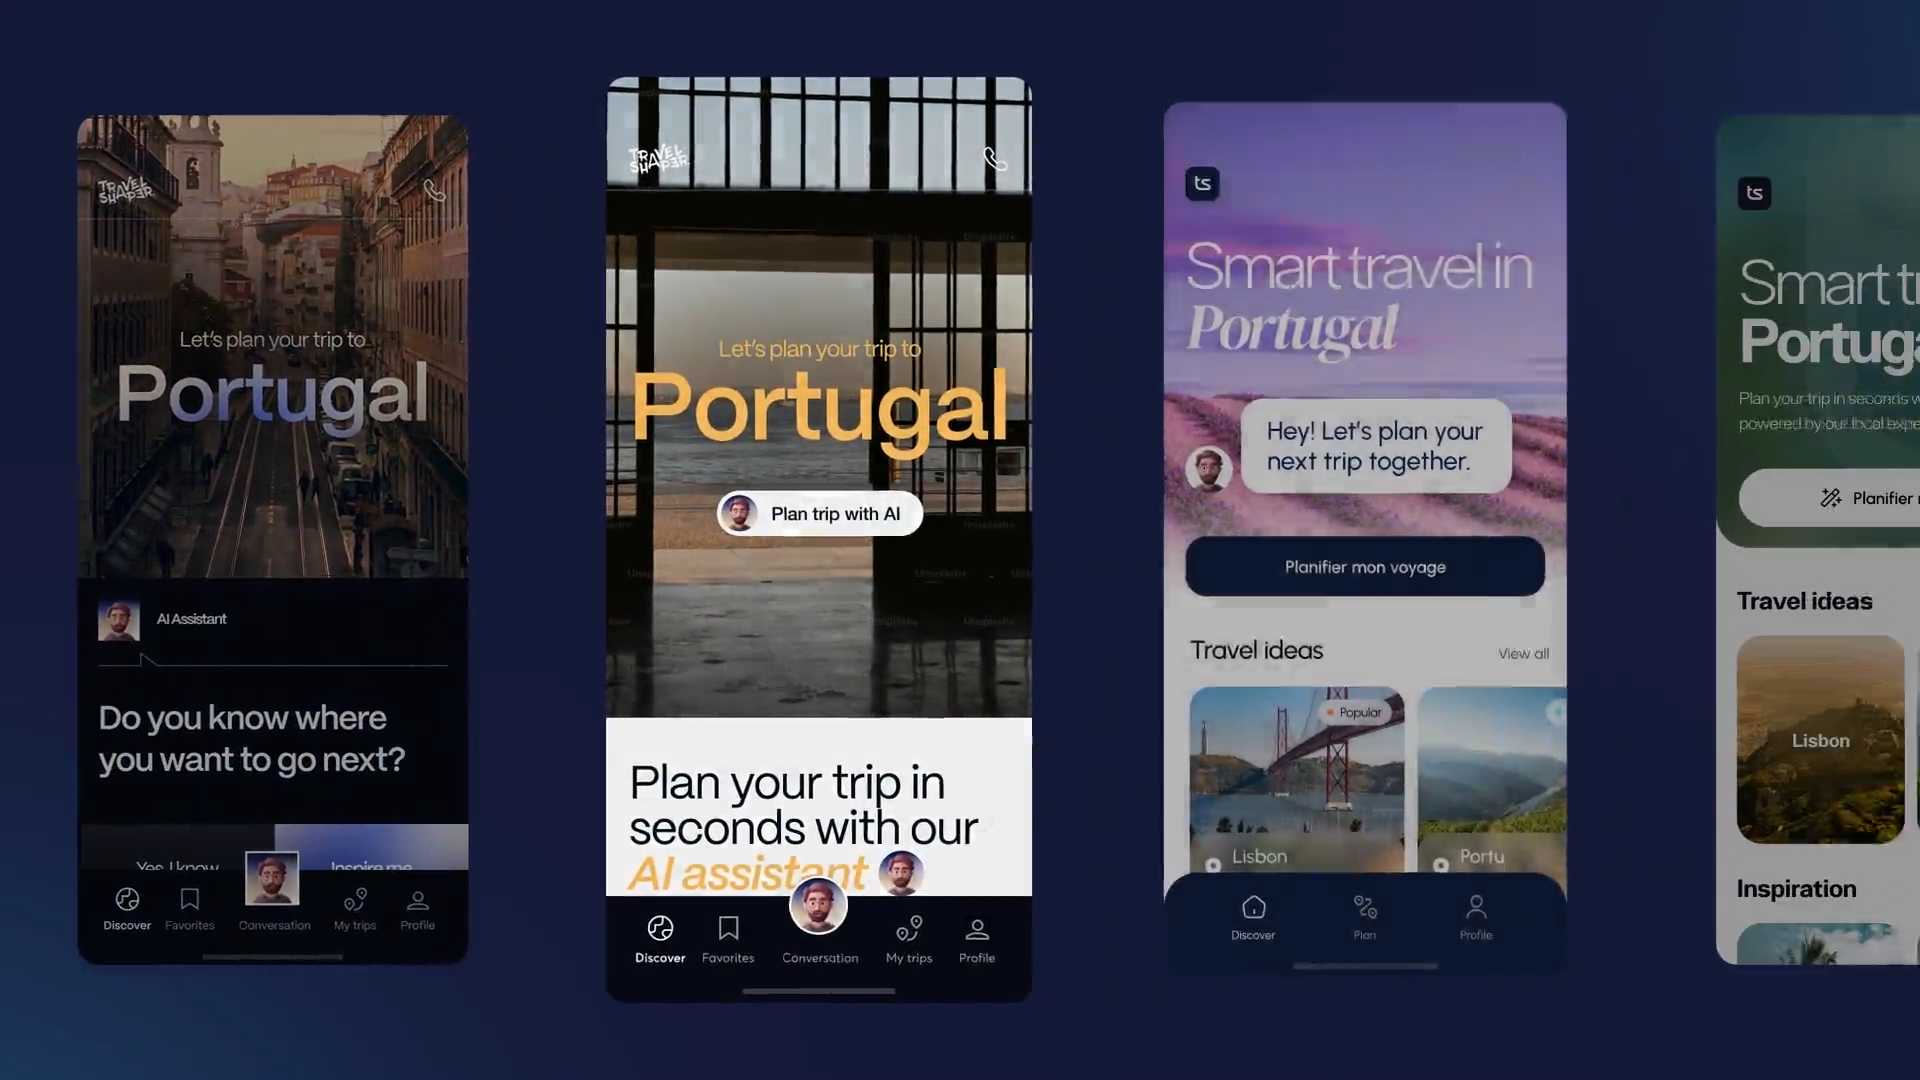 TRAVEL
SHAPER
Let's plan your trip to
Portugal
AI Assistant
Do you know where
you want to go next?
Yes, I know
Inspire me
Discover
Favorites
Conversation
My trips
Profile
TRAVEL
SHAPER
Let's plan your trip to
Portugal
Plan trip with AI
Plan your trip in
seconds with our
AI assistant
Discover
Favorites
Conversation
My trips
Profile
ts
Smart travel in
Portugal
Hey! Let's plan your
next trip together.
Planifier mon voyage
Travel ideas
View all
Popular
Lisbon
Portu
Discover
Plan
Profile
ts
Smart
Portug
Plan your trip in seconds
powered by our local
Planifier
Travel ideas
Lisbon
Inspiration